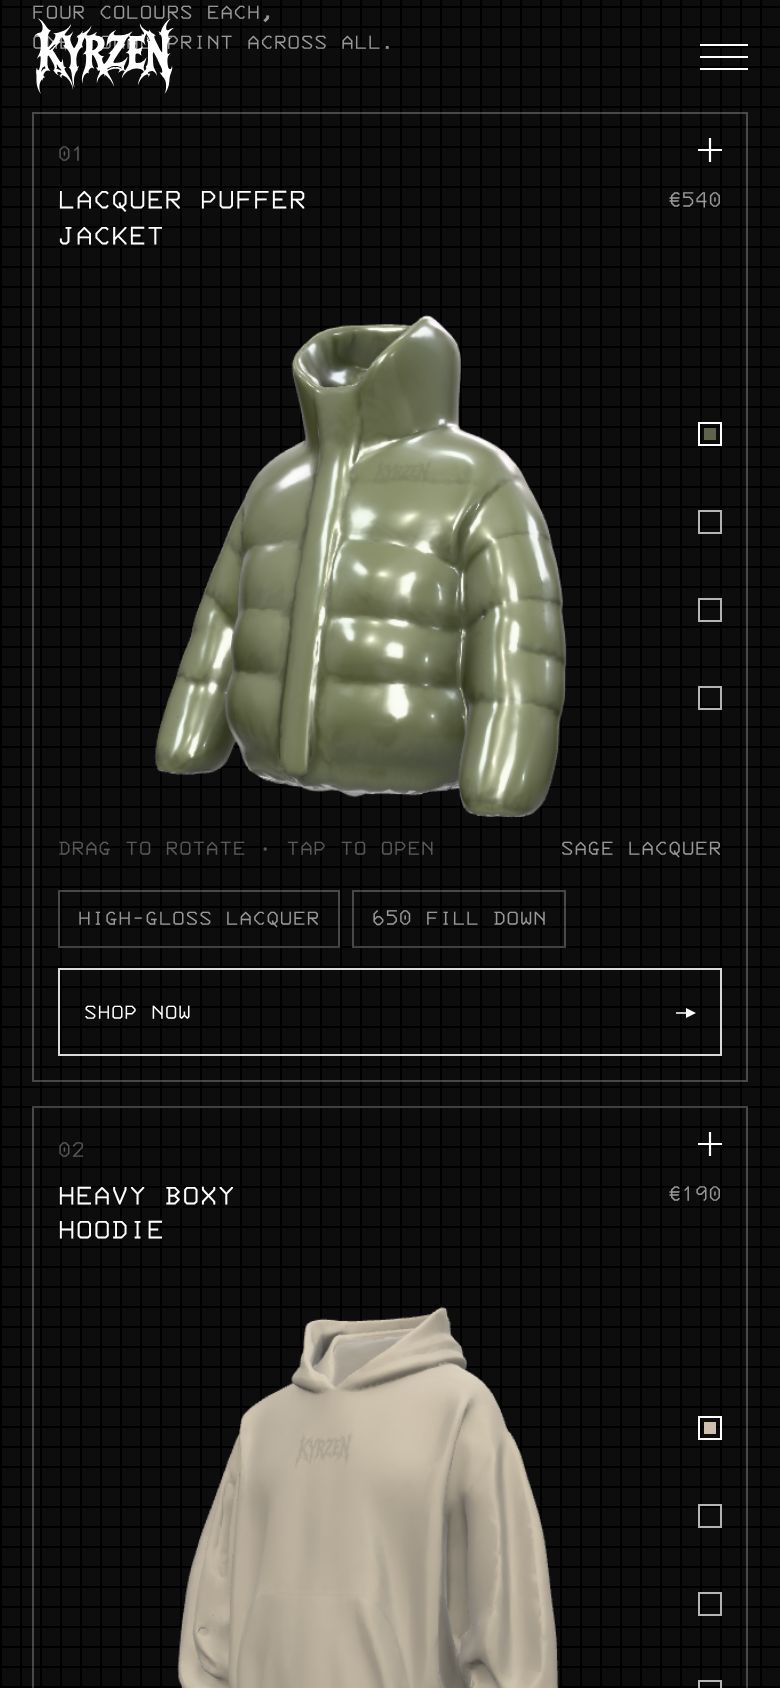 FOUR COLOURS EACH,
PRINT ACROSS ALL.
KYRZEN
01
LACQUER PUFFER
JACKET
€540
KYRZEN
DRAG TO ROTATE · TAP TO OPEN
SAGE LACQUER
HIGH-GLOSS LACQUER
650 FILL DOWN
SHOP NOW
02
HEAVY BOXY
HOODIE
€190
KYRZEN